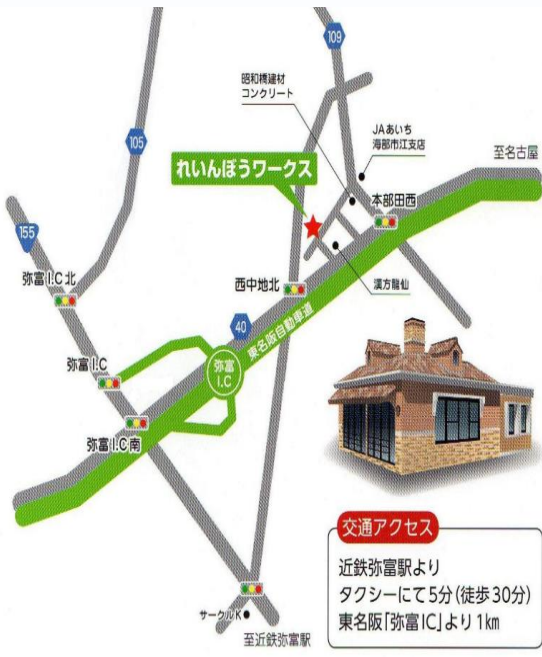 109
昭和橋建材
コンクリート
JAあいち
海部市江支店
105
至名古屋
れいんぼうワークス
本部田西
155
弥富I.C北
西中地北
漢方龍仙
40
東名阪自動車道
弥富I.C
弥富
I.C
弥富I.C南
交通アクセス
近鉄弥富駅より
タクシーにて5分(徒歩30分)
東名阪「弥富IC」より1km
サークルK
至近鉄弥富駅